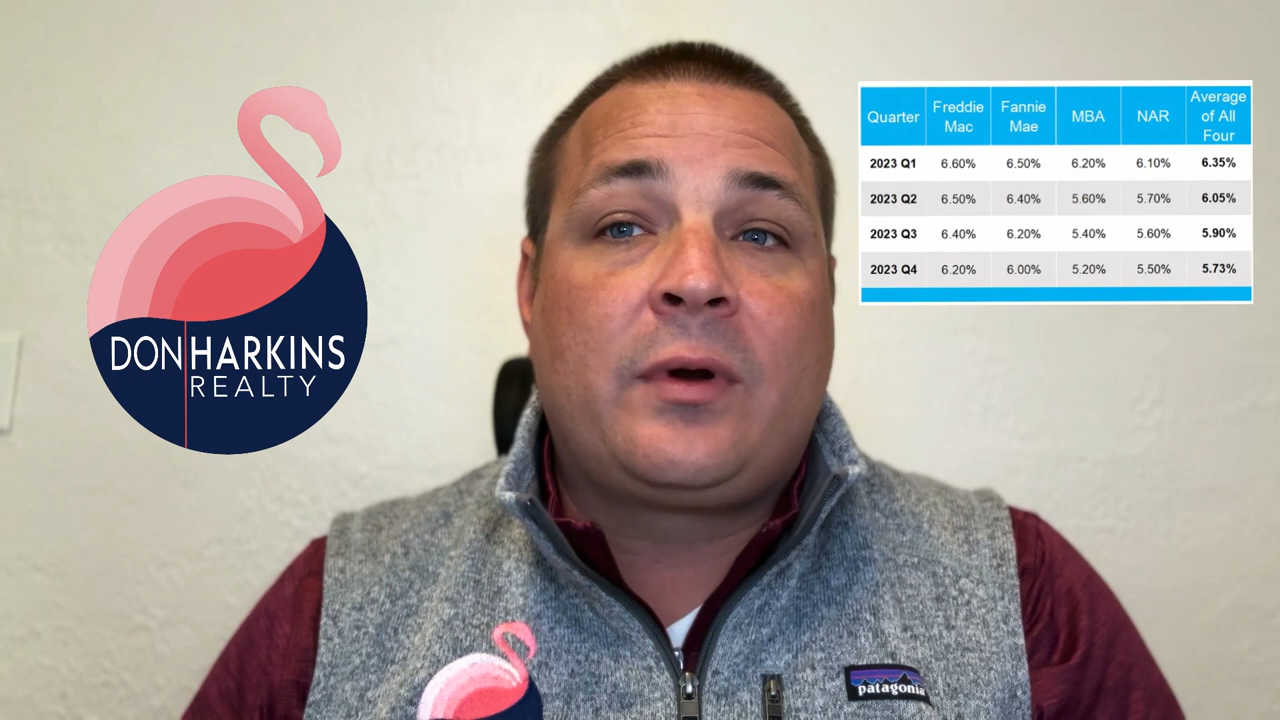 DON HARKINS
REALTY
Quarter Freddie Mac Fannie Mae MBA NAR Average of All Four
2023 Q1 6.60% 6.50% 6.20% 6.10% 6.35%
2023 Q2 6.50% 6.40% 5.60% 5.70% 6.05%
2023 Q3 6.40% 6.20% 5.40% 5.60% 5.90%
2023 Q4 6.20% 6.00% 5.20% 5.50% 5.73%
patagonia